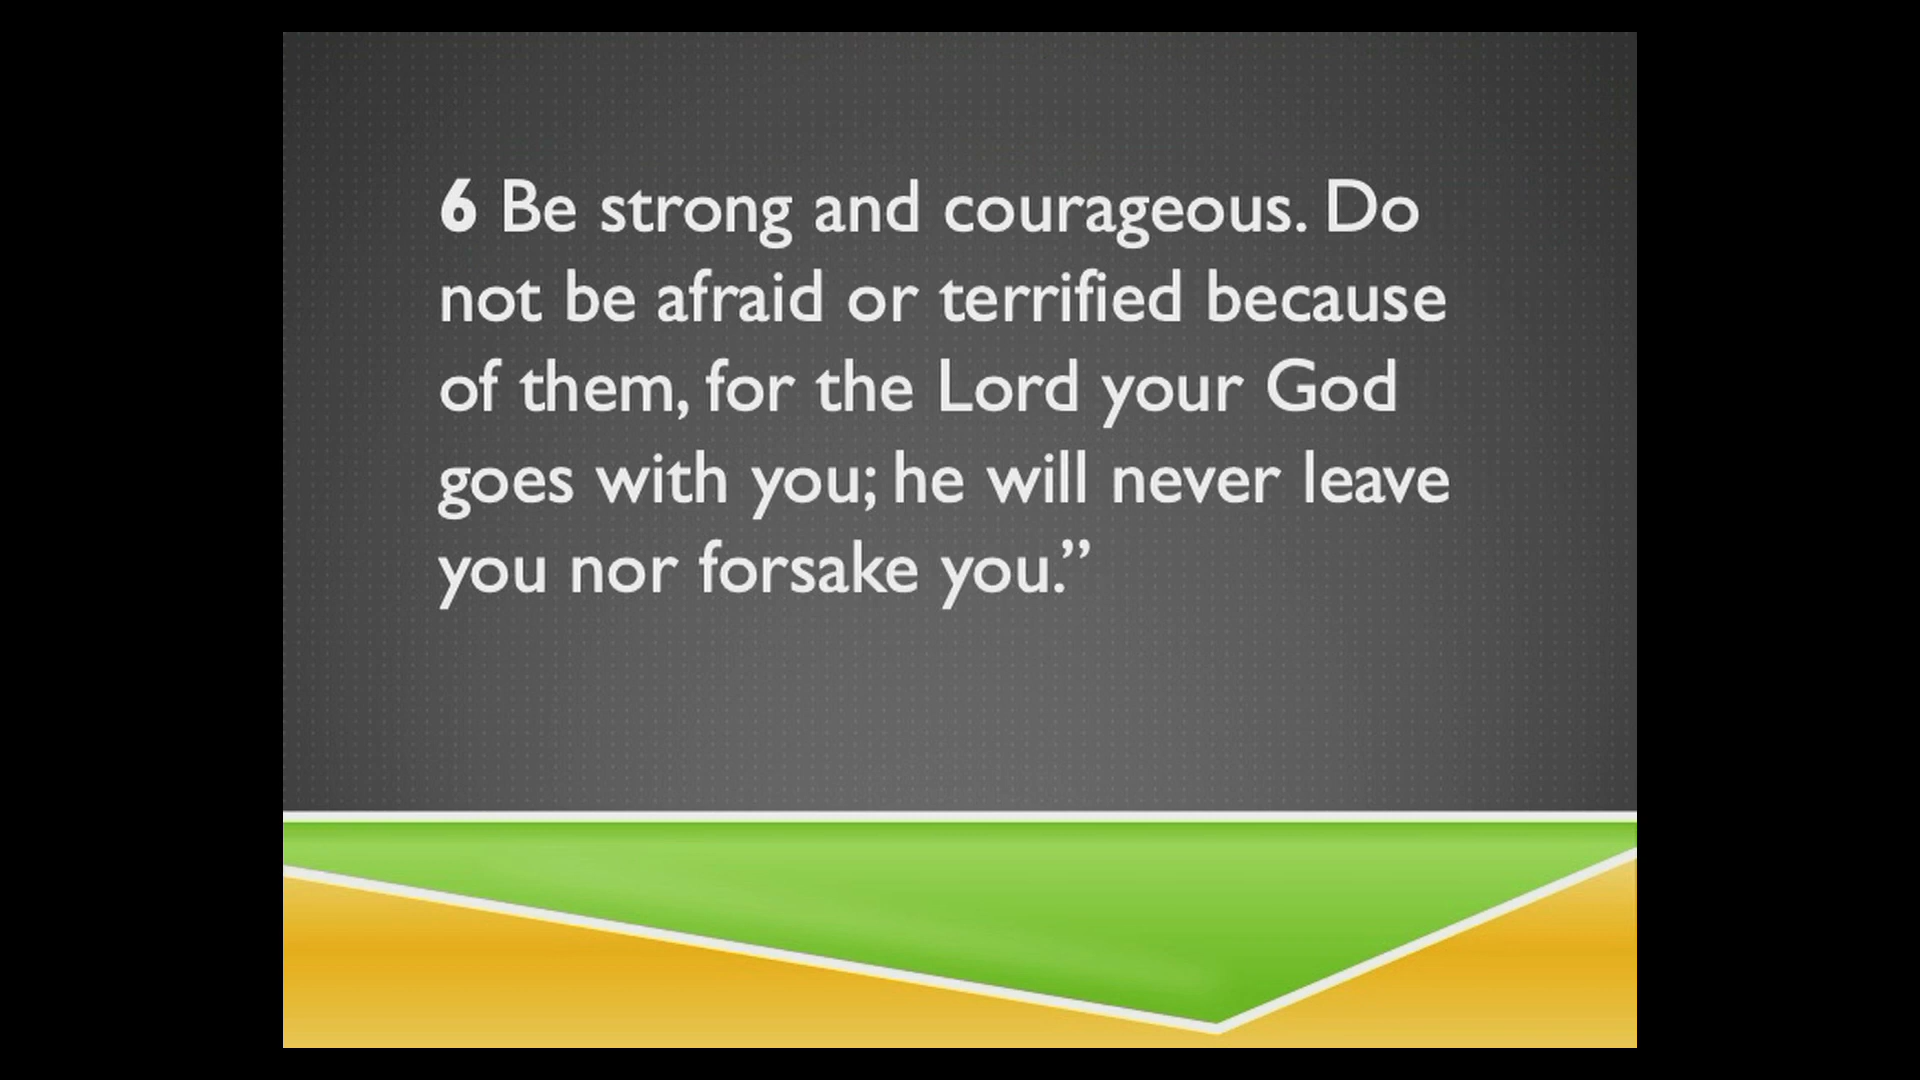 6 Be strong and courageous. Do
not be afraid or terrified because
of them, for the Lord your God
goes with you; he will never leave
you nor forsake you.”